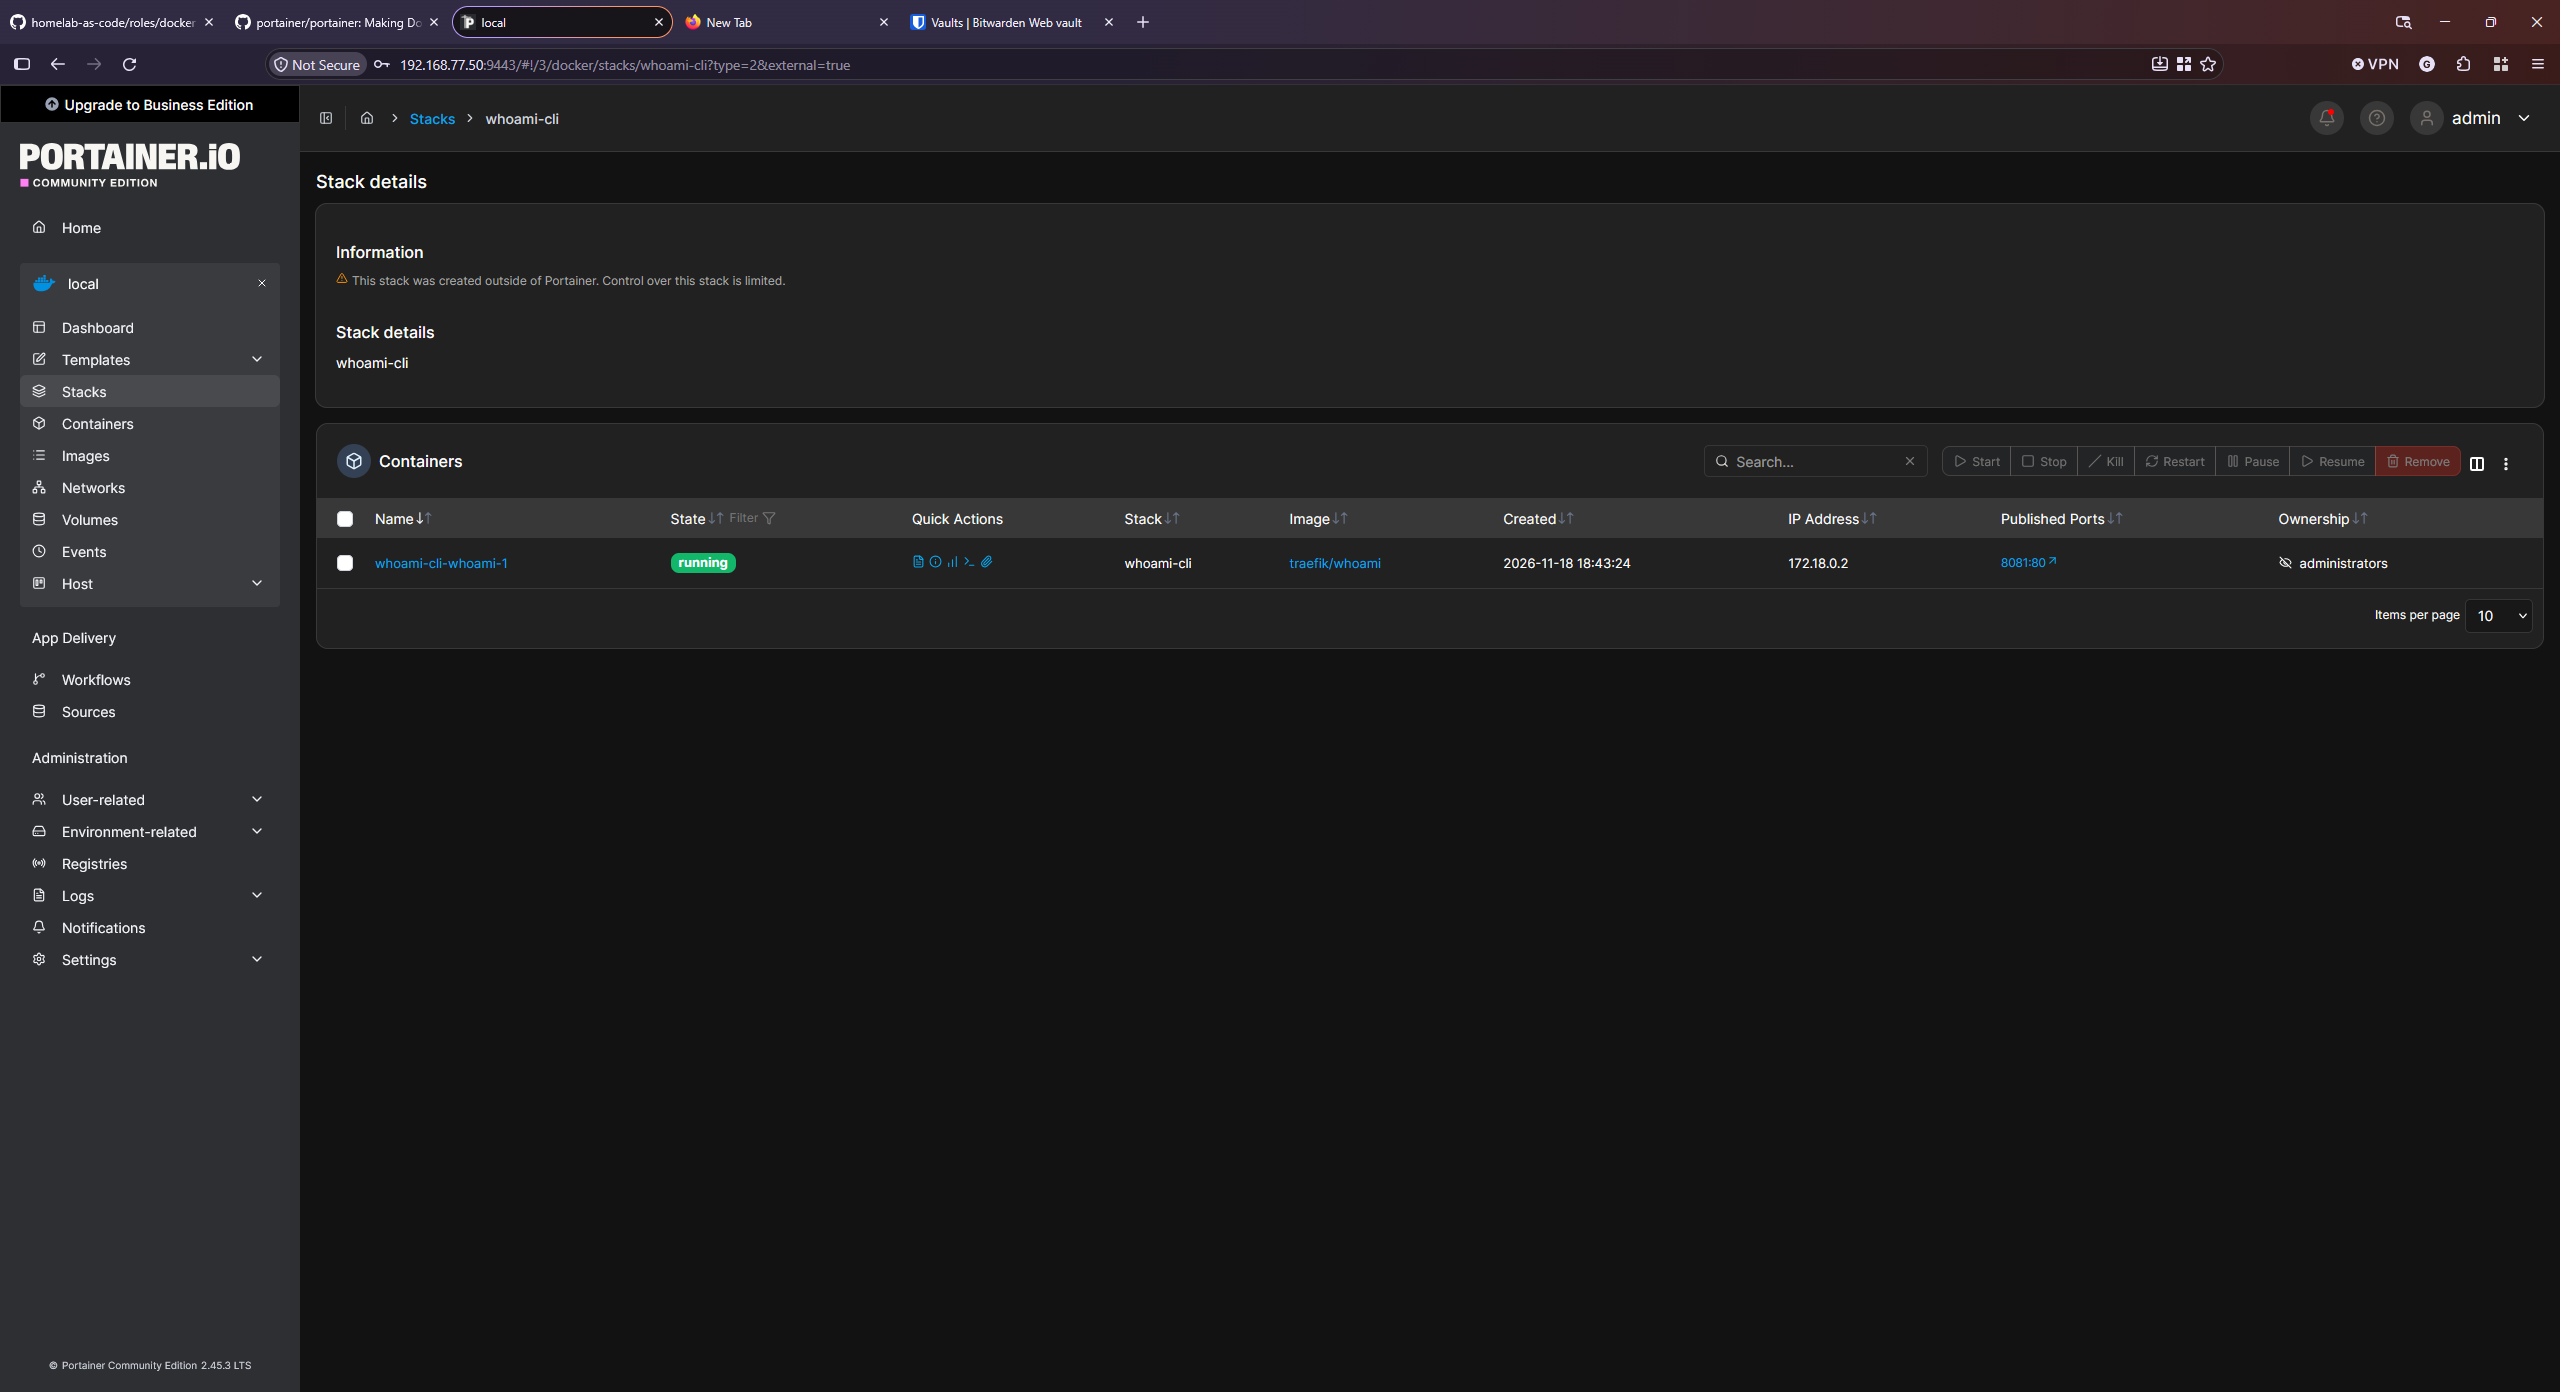 homelab-as-code/roles/docker
portainer/portainer: Making Do
local
New Tab
Vaults | Bitwarden Web vault
Not Secure
192.168.77.50:9443/#!/3/docker/stacks/whoami-cli?type=2&external=true
VPN
G
Upgrade to Business Edition
PORTAINER.iO
COMMUNITY EDITION
Home
local
Dashboard
Templates
Stacks
Containers
Images
Networks
Volumes
Events
Host
App Delivery
Workflows
Sources
Administration
User-related
Environment-related
Registries
Logs
Notifications
Settings
© Portainer Community Edition 2.45.3 LTS
Stacks > whoami-cli
admin
Stack details
Information
This stack was created outside of Portainer. Control over this stack is limited.
Stack details
whoami-cli
Containers
Search...
Start Stop Kill Restart Pause Resume Remove
Name State Filter Quick Actions Stack Image Created IP Address Published Ports Ownership
whoami-cli-whoami-1 running whoami-cli traefik/whoami 2026-11-18 18:43:24 172.18.0.2 8081:80 administrators
Items per page 10